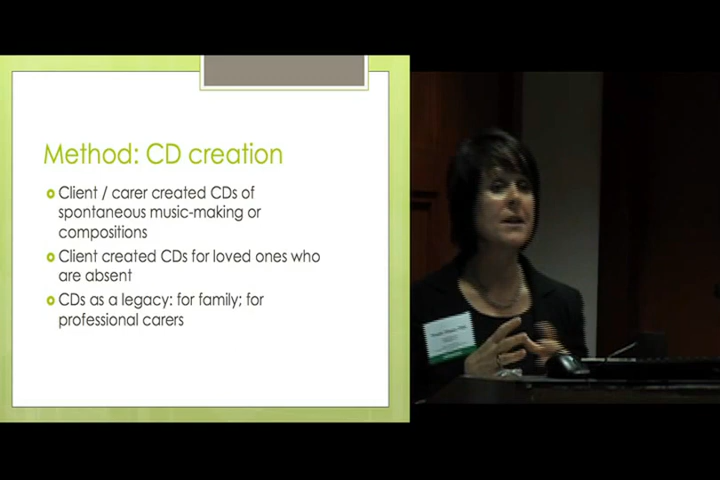 Method: CD creation
Client / carer created CDs of
spontaneous music-making or
compositions
Client created CDs for loved ones who
are absent
CDs as a legacy: for family; for
professional carers